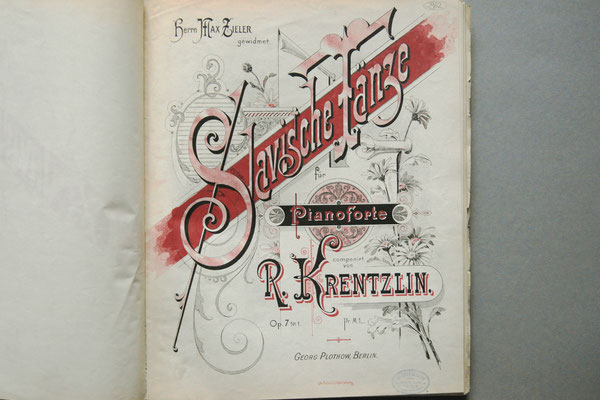 Herrn Max Zieler
gewidmet
Slavische Tänze
für
Pianoforte
componirt
von
R. Krentzlin.
Op. 7
Georg Plothow, Berlin.